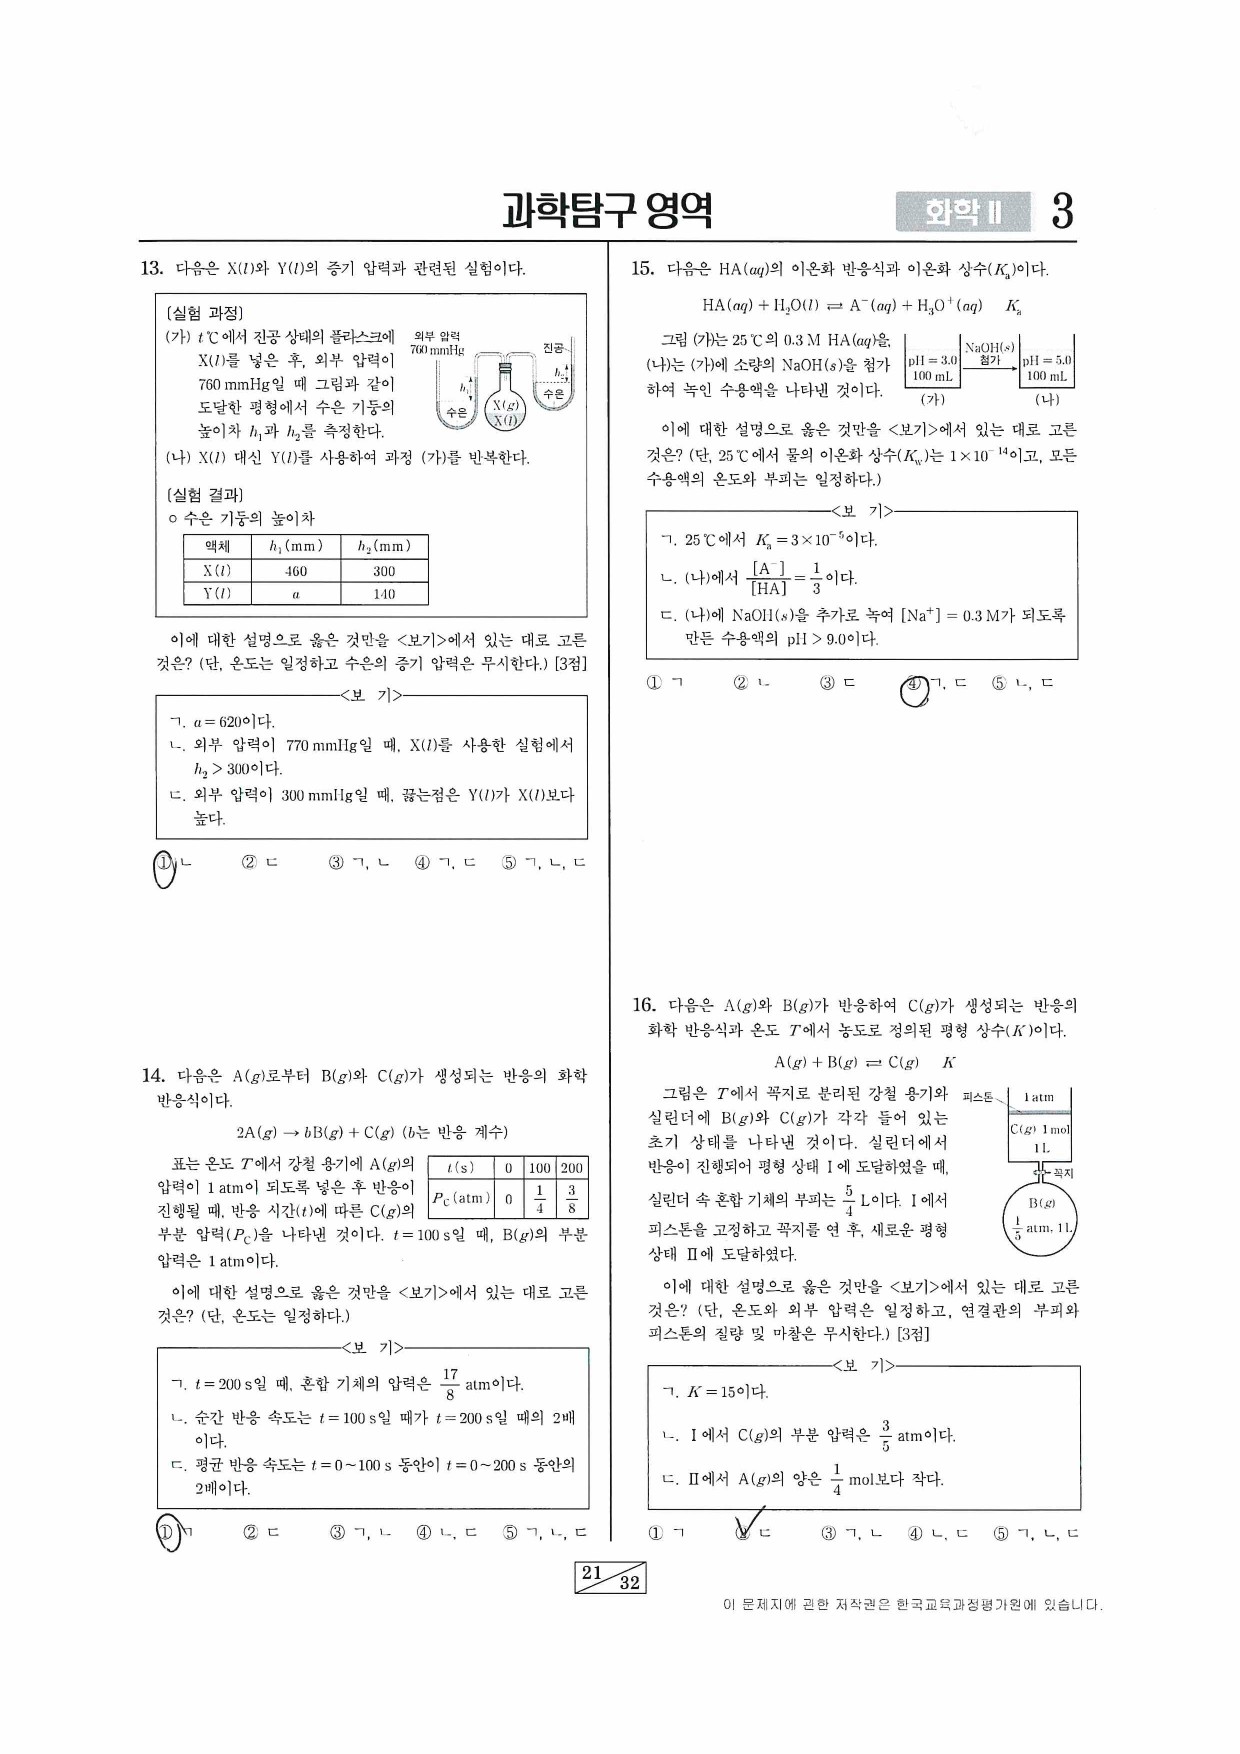 과학탐구 영역
화학 II
3
13. 다음은 X(l)와 Y(l)의 증기 압력과 관련된 실험이다.
[실험 과정]
(가) t℃에서 진공 상태의 플라스크에
X(l)를 넣은 후, 외부 압력이
760 mmHg일 때 그림과 같이
도달한 평형에서 수은 기둥의
높이차 h₁과 h₂를 측정한다.
외부 압력
760 mmHg
진공
h₁
h₂
수은
X(g)
X(l)
수은
(나) X(l) 대신 Y(l)를 사용하여 과정 (가)를 반복한다.
[실험 결과]
○ 수은 기둥의 높이차
액체 h₁(mm) h₂(mm)
X(l) 460 300
Y(l) a 140
이에 대한 설명으로 옳은 것만을 <보기>에서 있는 대로 고른
것은? (단, 온도는 일정하고 수은의 증기 압력은 무시한다.) [3점]
<보 기>
ㄱ. a = 620이다.
ㄴ. 외부 압력이 770 mmHg일 때, X(l)를 사용한 실험에서
h₂ > 300이다.
ㄷ. 외부 압력이 300 mmHg일 때, 끓는점은 Y(l)가 X(l)보다
높다.
① ㄴ ② ㄷ ③ ㄱ, ㄴ ④ ㄱ, ㄷ ⑤ ㄱ, ㄴ, ㄷ
14. 다음은 A(g)로부터 B(g)와 C(g)가 생성되는 반응의 화학
반응식이다.
2A(g) → bB(g) + C(g) (b는 반응 계수)
표는 온도 T에서 강철 용기에 A(g)의
압력이 1 atm이 되도록 넣은 후 반응이
진행될 때, 반응 시간(t)에 따른 C(g)의
부분 압력(P_C)을 나타낸 것이다. t = 100 s일 때, B(g)의 부분
압력은 1 atm이다.
t(s) 0 100 200
P_C(atm) 0 1/4 3/8
이에 대한 설명으로 옳은 것만을 <보기>에서 있는 대로 고른
것은? (단, 온도는 일정하다.)
<보 기>
ㄱ. t = 200 s일 때, 혼합 기체의 압력은 17/8 atm이다.
ㄴ. 순간 반응 속도는 t = 100 s일 때가 t = 200 s일 때의 2배
이다.
ㄷ. 평균 반응 속도는 t = 0~100 s 동안이 t = 0~200 s 동안의
2배이다.
① ㄱ ② ㄷ ③ ㄱ, ㄴ ④ ㄴ, ㄷ ⑤ ㄱ, ㄴ, ㄷ
15. 다음은 HA(aq)의 이온화 반응식과 이온화 상수(Kₐ)이다.
HA(aq) + H₂O(l) ⇌ A⁻(aq) + H₃O⁺(aq) Kₐ
그림 (가)는 25℃의 0.3 M HA(aq)을,
(나)는 (가)에 소량의 NaOH(s)을 첨가
하여 녹인 수용액을 나타낸 것이다.
pH = 3.0
100 mL
(가)
NaOH(s)
첨가
pH = 5.0
100 mL
(나)
이에 대한 설명으로 옳은 것만을 <보기>에서 있는 대로 고른
것은? (단, 25℃에서 물의 이온화 상수(K_w)는 1×10⁻¹⁴이고, 모든
수용액의 온도와 부피는 일정하다.)
<보 기>
ㄱ. 25℃에서 Kₐ = 3×10⁻⁵이다.
ㄴ. (나)에서 [A⁻]/[HA] = 1/3이다.
ㄷ. (나)에 NaOH(s)을 추가로 녹여 [Na⁺] = 0.3 M가 되도록
만든 수용액의 pH > 9.0이다.
① ㄱ ② ㄴ ③ ㄷ ④ ㄱ, ㄷ ⑤ ㄴ, ㄷ
16. 다음은 A(g)와 B(g)가 반응하여 C(g)가 생성되는 반응의
화학 반응식과 온도 T에서 농도로 정의된 평형 상수(K)이다.
A(g) + B(g) ⇌ C(g) K
그림은 T에서 꼭지로 분리된 강철 용기와
실린더에 B(g)와 C(g)가 각각 들어 있는
초기 상태를 나타낸 것이다. 실린더에서
반응이 진행되어 평형 상태 I에 도달하였을 때,
실린더 속 혼합 기체의 부피는 5/4 L이다. I에서
피스톤을 고정하고 꼭지를 연 후, 새로운 평형
상태 II에 도달하였다.
피스톤
1 atm
C(g) 1 mol
1 L
꼭지
B(g)
1/5 atm, 1 L
이에 대한 설명으로 옳은 것만을 <보기>에서 있는 대로 고른
것은? (단, 온도와 외부 압력은 일정하고, 연결관의 부피와
피스톤의 질량 및 마찰은 무시한다.) [3점]
<보 기>
ㄱ. K = 15이다.
ㄴ. I에서 C(g)의 부분 압력은 3/5 atm이다.
ㄷ. II에서 A(g)의 양은 1/4 mol보다 작다.
① ㄱ ② ㄷ ③ ㄱ, ㄴ ④ ㄴ, ㄷ ⑤ ㄱ, ㄴ, ㄷ
21
32
이 문제지에 관한 저작권은 한국교육과정평가원에 있습니다.